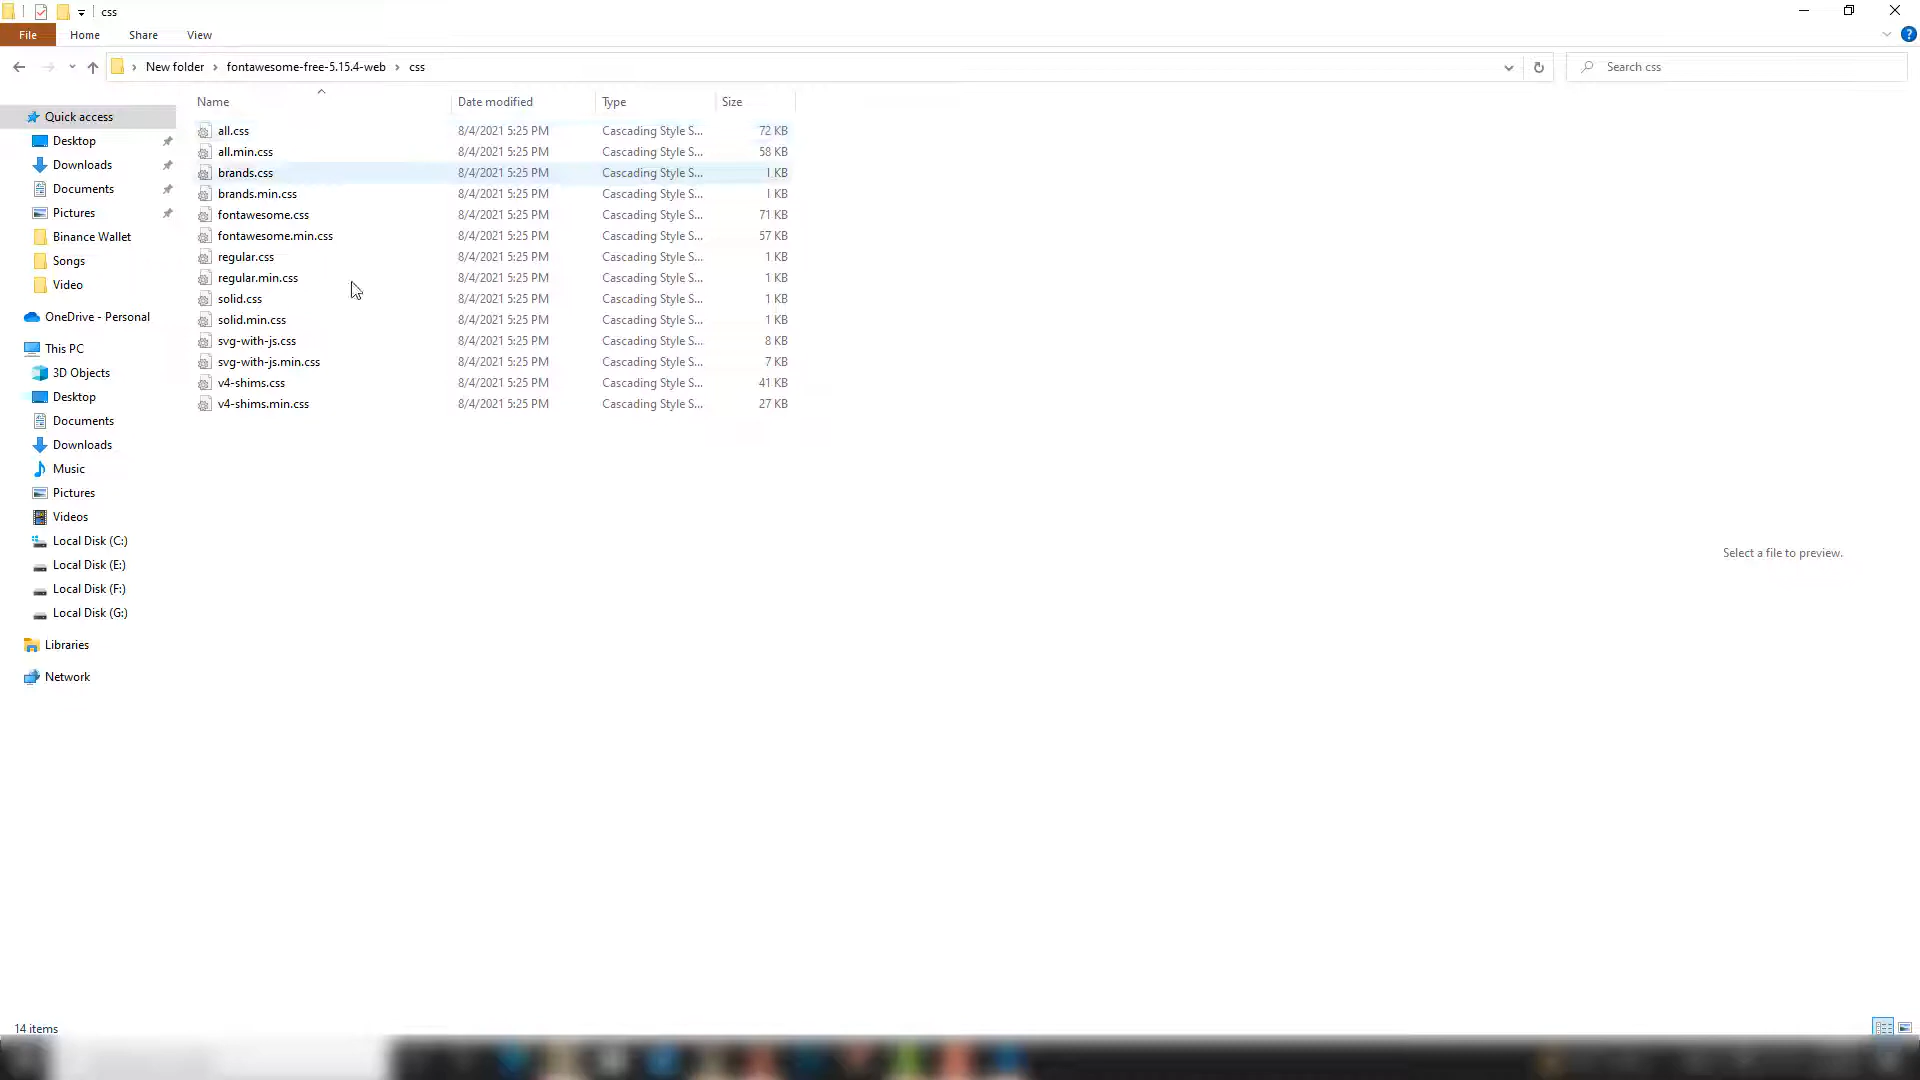 css
File Home Share View
New folder fontawesome-free-5.15.4-web css
Search css
Name Date modified Type Size
Quick access
Desktop
Downloads
Documents
Pictures
Binance Wallet
Songs
Video
OneDrive - Personal
This PC
3D Objects
Desktop
Documents
Downloads
Music
Pictures
Videos
Local Disk (C:)
Local Disk (E:)
Local Disk (F:)
Local Disk (G:)
Libraries
Network
all.css 8/4/2021 5:25 PM Cascading Style S... 72 KB
all.min.css 8/4/2021 5:25 PM Cascading Style S... 58 KB
brands.css 8/4/2021 5:25 PM Cascading Style S... 1 KB
brands.min.css 8/4/2021 5:25 PM Cascading Style S... 1 KB
fontawesome.css 8/4/2021 5:25 PM Cascading Style S... 71 KB
fontawesome.min.css 8/4/2021 5:25 PM Cascading Style S... 57 KB
regular.css 8/4/2021 5:25 PM Cascading Style S... 1 KB
regular.min.css 8/4/2021 5:25 PM Cascading Style S... 1 KB
solid.css 8/4/2021 5:25 PM Cascading Style S... 1 KB
solid.min.css 8/4/2021 5:25 PM Cascading Style S... 1 KB
svg-with-js.css 8/4/2021 5:25 PM Cascading Style S... 8 KB
svg-with-js.min.css 8/4/2021 5:25 PM Cascading Style S... 7 KB
v4-shims.css 8/4/2021 5:25 PM Cascading Style S... 41 KB
v4-shims.min.css 8/4/2021 5:25 PM Cascading Style S... 27 KB
Select a file to preview.
14 items